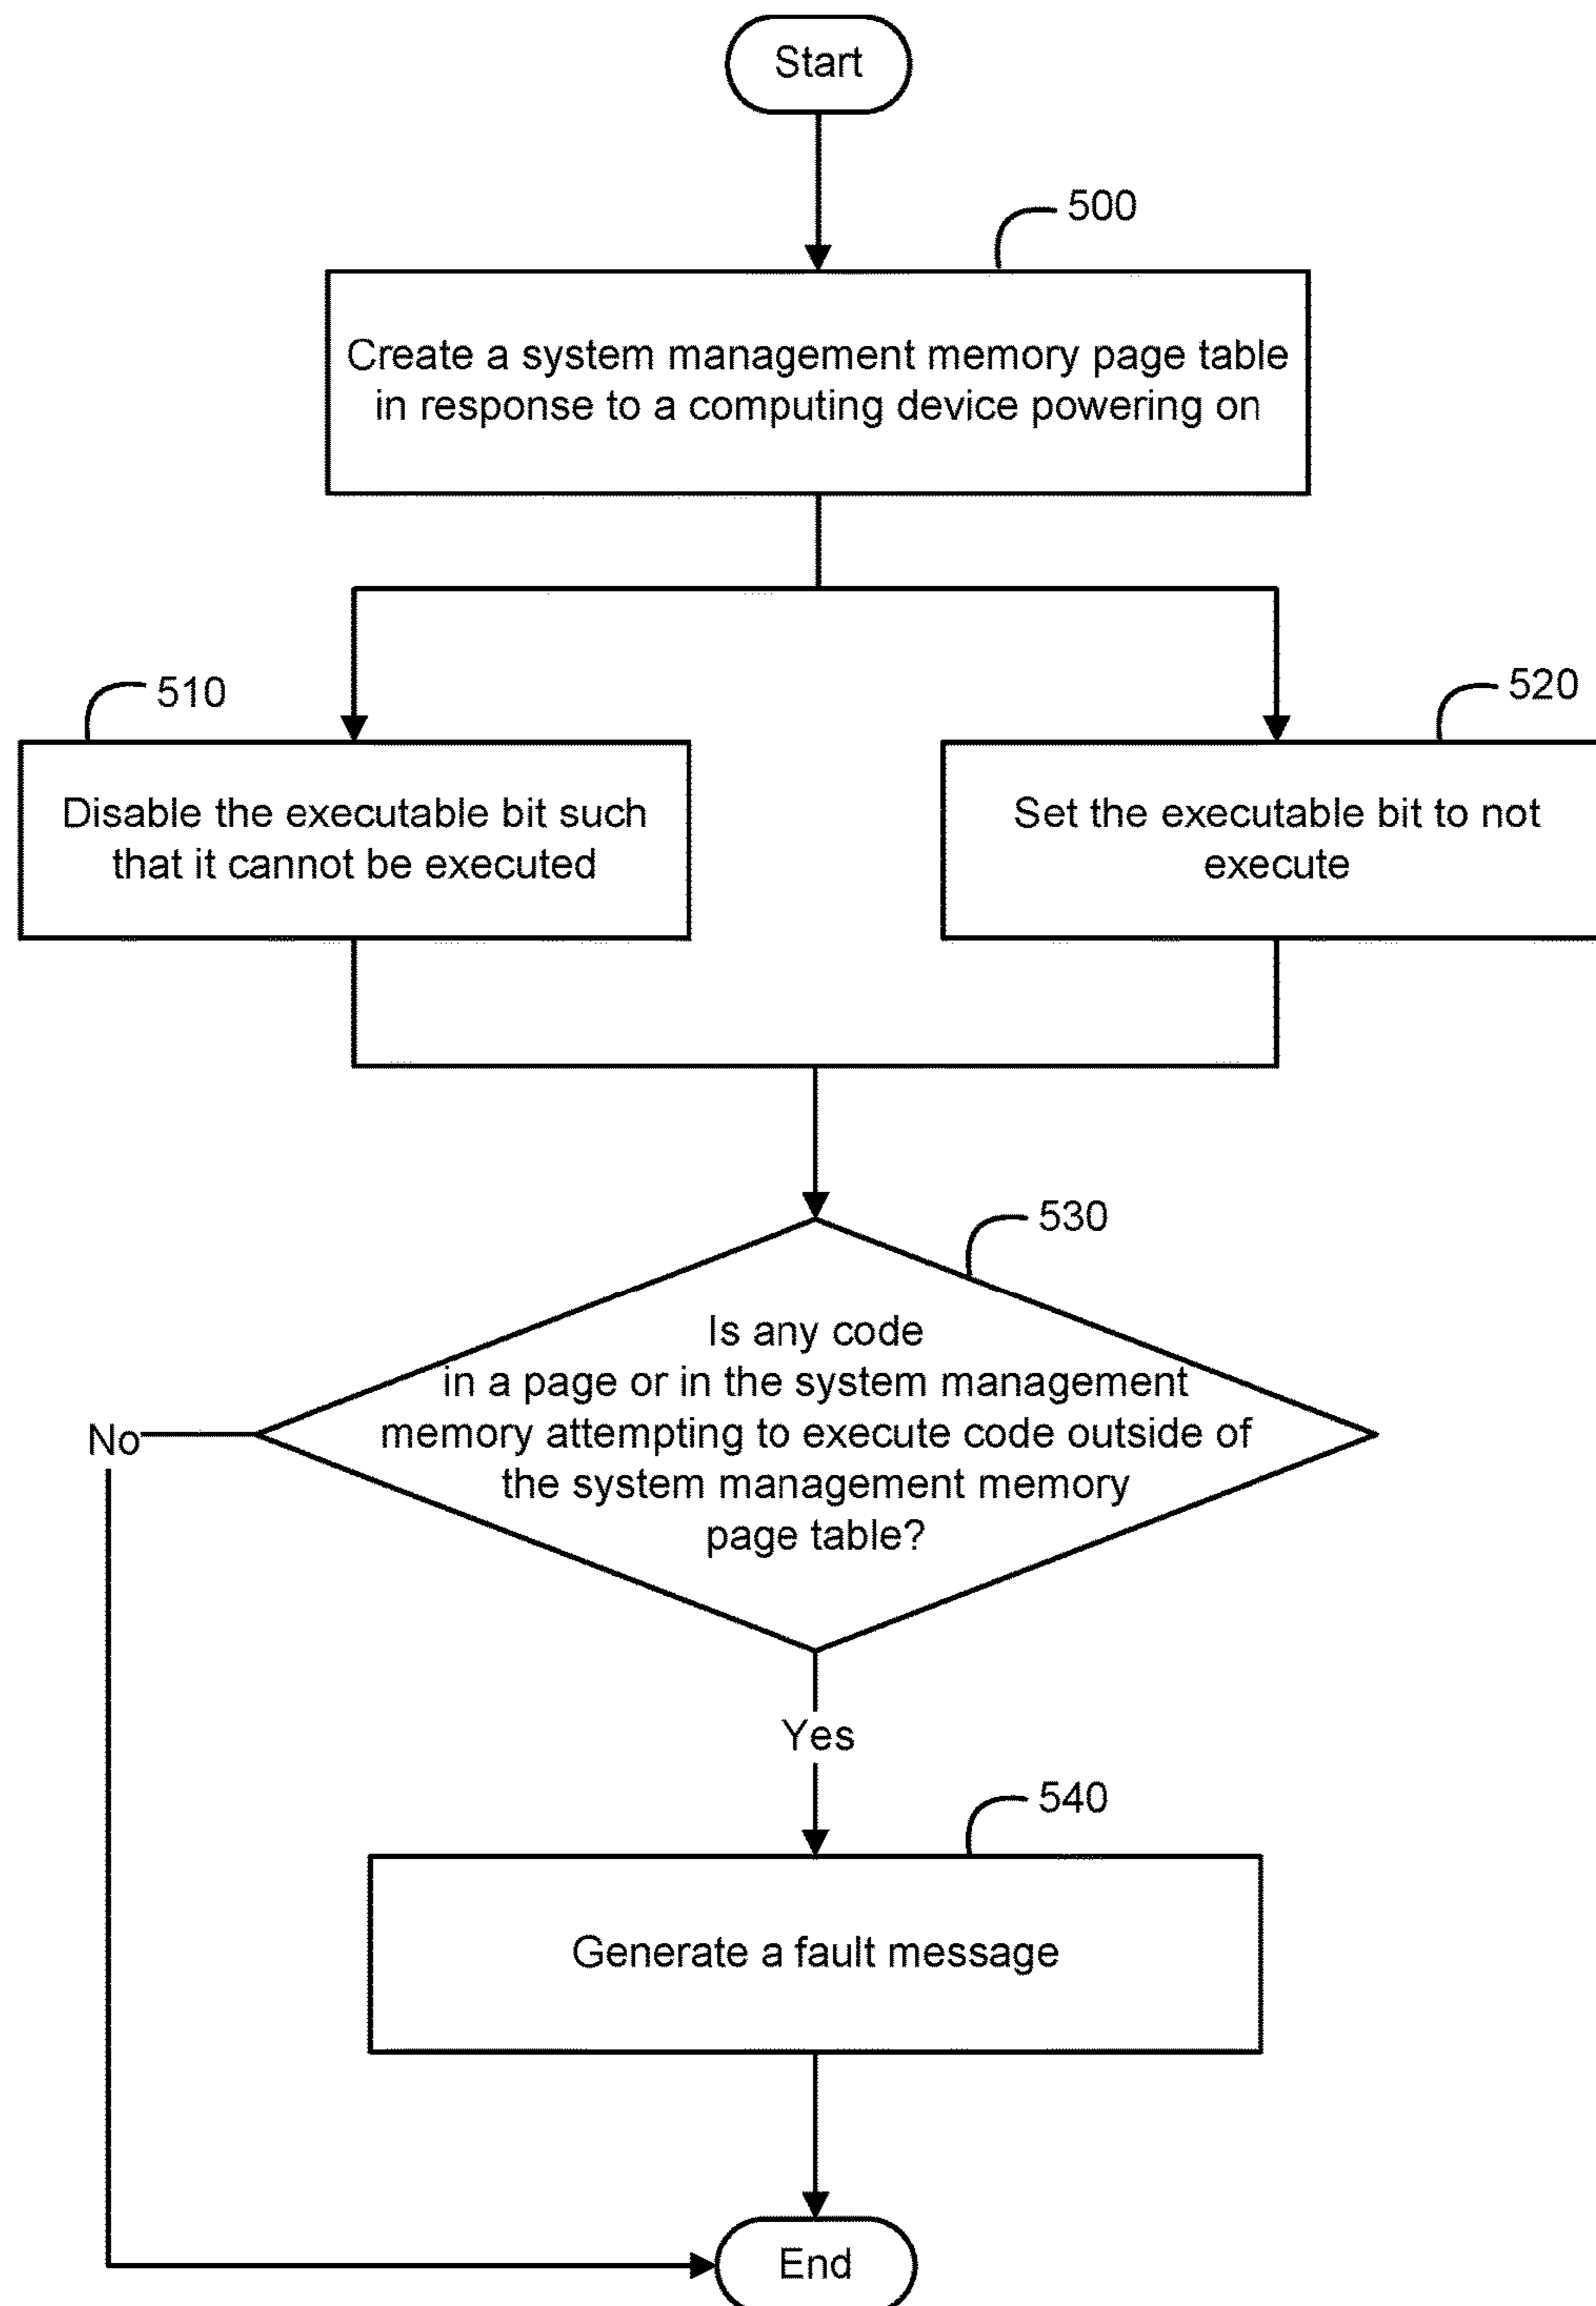 Start
500
Create a system management memory page table
in response to a computing device powering on
510
520
Disable the executable bit such
that it cannot be executed
Set the executable bit to not
execute
530
Is any code
in a page or in the system management
memory attempting to execute code outside of
the system management memory
page table?
No
Yes
540
Generate a fault message
End